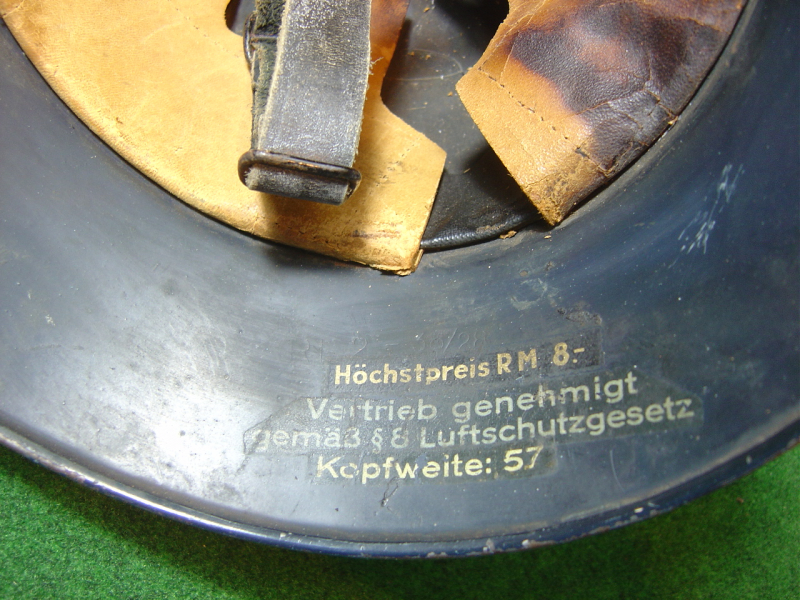 Höchstpreis RM 8.-
Vertrieb genehmigt
gemäß § 8 Luftschutzgesetz
Kopfweite: 57